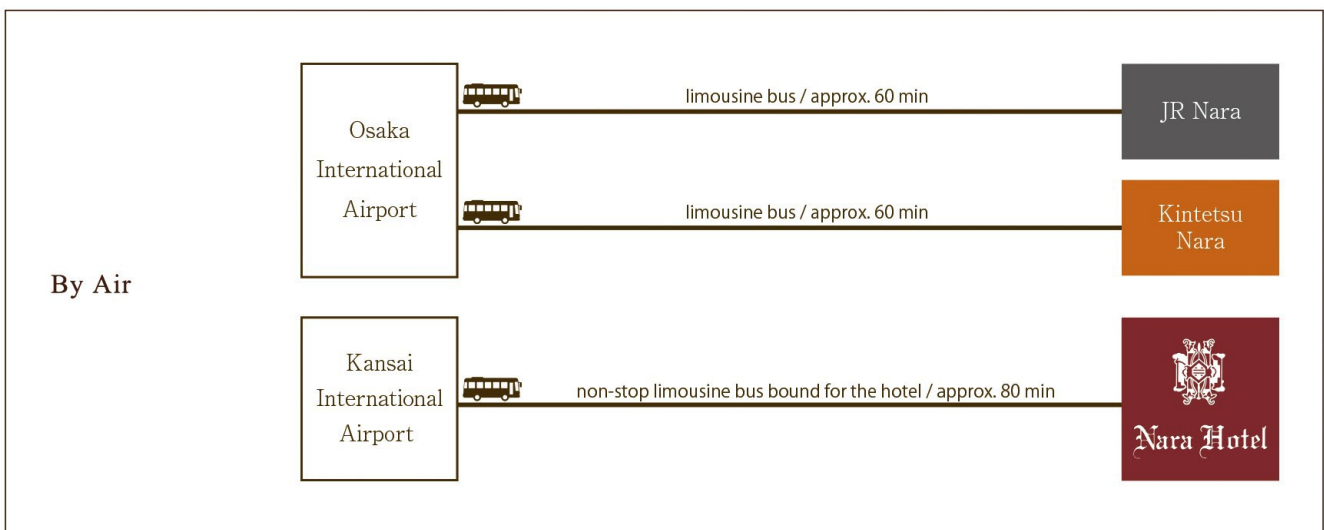 By Air
Osaka
International
Airport
limousine bus / approx. 60 min
JR Nara
limousine bus / approx. 60 min
Kintetsu
Nara
Kansai
International
Airport
non-stop limousine bus bound for the hotel / approx. 80 min
Nara Hotel